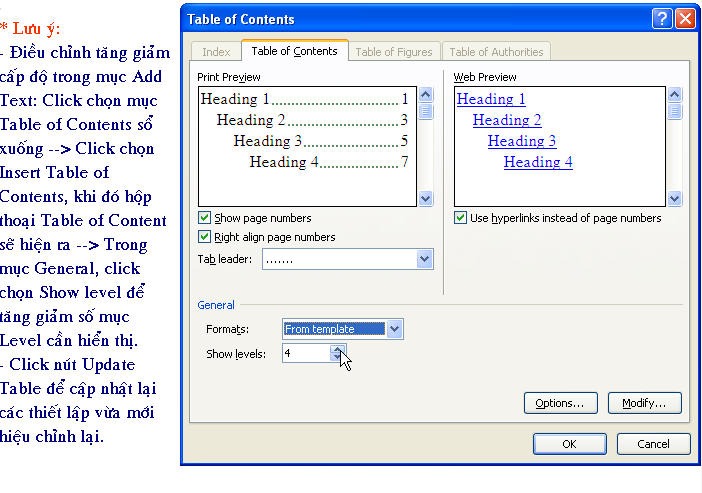 * Lưu ý:
- Điều chỉnh tăng giảm
cấp độ trong mục Add
Text: Click chọn mục
Table of Contents sổ
xuống --> Click chọn
Insert Table of
Contents, khi đó hộp
thoại Table of Content
sẽ hiện ra --> Trong
mục General, click
chọn Show level để
tăng giảm số mục
Level cần hiển thị.
- Click nút Update
Table để cập nhật lại
các thiết lập vừa mới
hiệu chỉnh lại.
Table of Contents
Index Table of Contents Table of Figures Table of Authorities
Print Preview
Heading 1........................1
Heading 2....................3
Heading 3................5
Heading 4............7
Show page numbers
Right align page numbers
Tab leader: .......
Web Preview
Heading 1
Heading 2
Heading 3
Heading 4
Use hyperlinks instead of page numbers
General
Formats: From template
Show levels: 4
Options... Modify...
OK Cancel